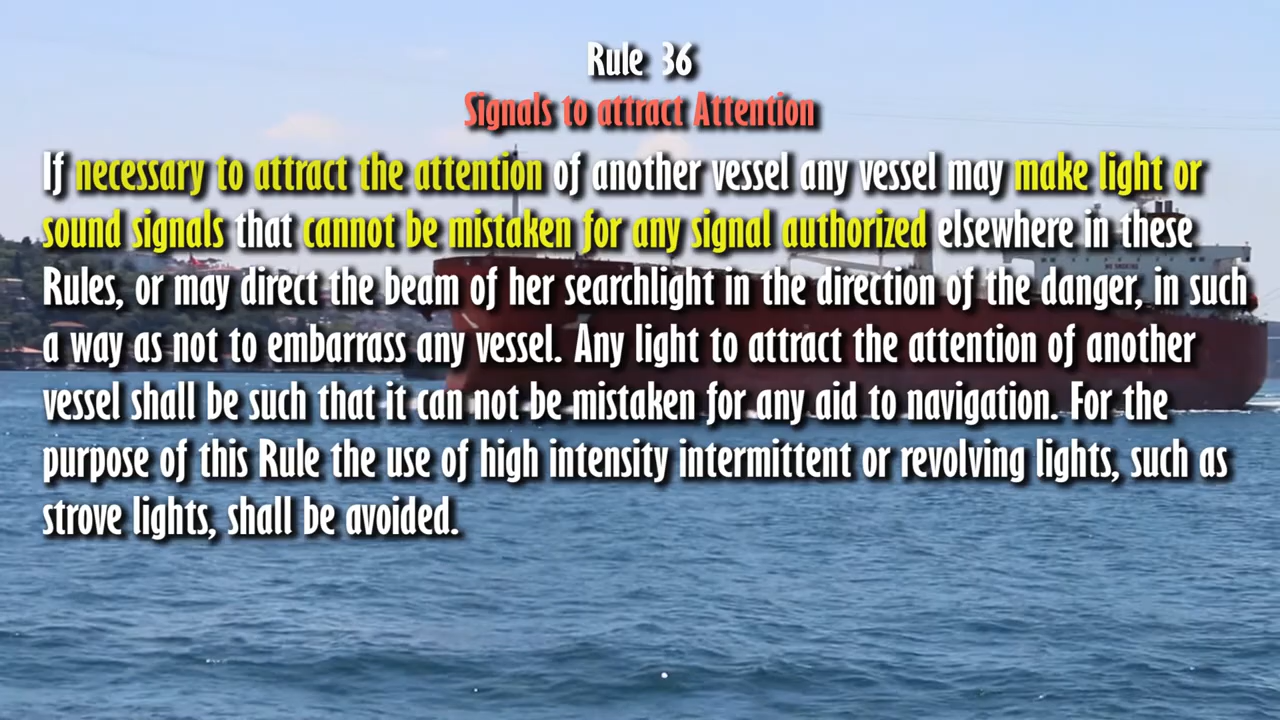 Rule 36
Signals to attract Attention
If necessary to attract the attention of another vessel any vessel may make light or
sound signals that cannot be mistaken for any signal authorized elsewhere in these
Rules, or may direct the beam of her searchlight in the direction of the danger, in such
a way as not to embarrass any vessel. Any light to attract the attention of another
vessel shall be such that it can not be mistaken for any aid to navigation. For the
purpose of this Rule the use of high intensity intermittent or revolving lights, such as
strove lights, shall be avoided.
NO SMOKING